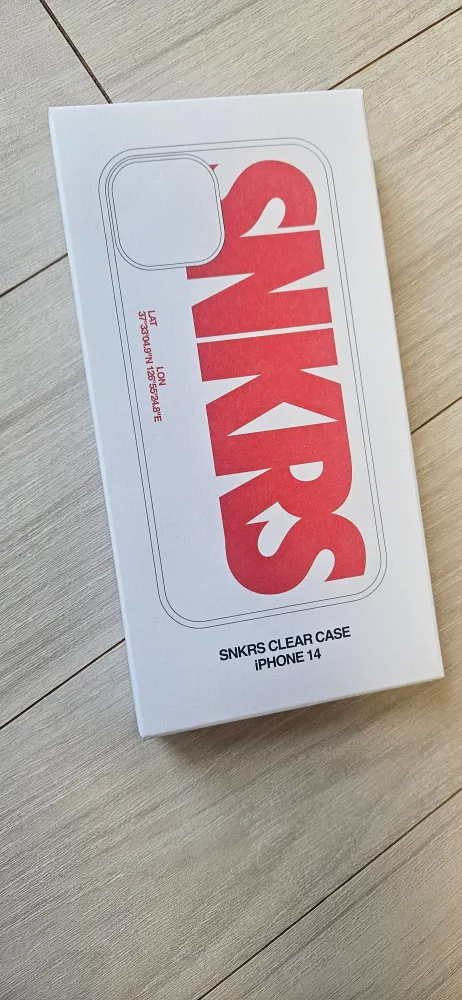 SNKRS
LAT
37°33'04.9"N
LON
126°55'24.8"E
SNKRS CLEAR CASE
iPHONE 14